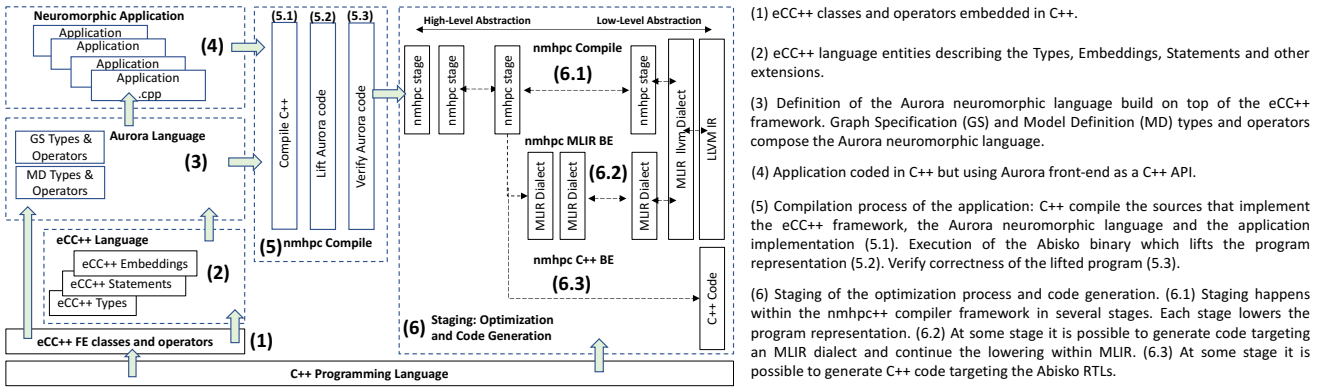 Neuromorphic Application
Application
Application
Application
Application
.cpp
(4)
Aurora Language
GS Types &
Operators
MD Types &
Operators
(3)
eCC++ Language
eCC++ Embeddings
eCC++ Statements
eCC++ Types
(2)
eCC++ FE classes and operators
(1)
C++ Programming Language
(5.1) (5.2) (5.3)
Compile C++
Lift Aurora code
Verify Aurora code
(5) nmhpc Compile
High-Level Abstraction
Low-Level Abstraction
nmhpc Compile
(6.1)
nmhpc stage
nmhpc stage
nmhpc stage
nmhpc stage
MLIR llvm Dialect
LLVM IR
nmhpc MLIR BE
(6.2)
MLIR Dialect
MLIR Dialect
MLIR Dialect
nmhpc C++ BE
(6.3)
C++ Code
(6) Staging: Optimization
and Code Generation
(1) eCC++ classes and operators embedded in C++.
(2) eCC++ language entities describing the Types, Embeddings, Statements and other
extensions.
(3) Definition of the Aurora neuromorphic language build on top of the eCC++
framework. Graph Specification (GS) and Model Definition (MD) types and operators
compose the Aurora neuromorphic language.
(4) Application coded in C++ but using Aurora front-end as a C++ API.
(5) Compilation process of the application: C++ compile the sources that implement
the eCC++ framework, the Aurora neuromorphic language and the application
implementation (5.1). Execution of the Abisko binary which lifts the program
representation (5.2). Verify correctness of the lifted program (5.3).
(6) Staging of the optimization process and code generation. (6.1) Staging happens
within the nmhpc++ compiler framework in several stages. Each stage lowers the
program representation. (6.2) At some stage it is possible to generate code targeting
an MLIR dialect and continue the lowering within MLIR. (6.3) At some stage it is
possible to generate C++ code targeting the Abisko RTLs.